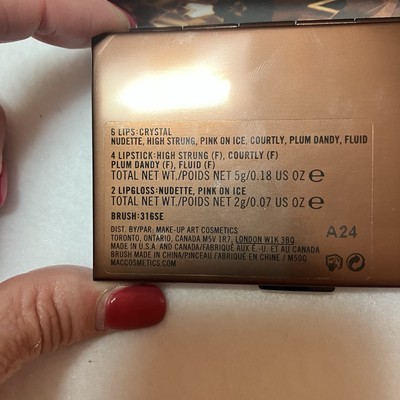 6 LIPS:CRYSTAL
NUDETTE, HIGH STRUNG, PINK ON ICE, COURTLY, PLUM DANDY, FLUID
4 LIPSTICK:HIGH STRUNG (F), COURTLY (F)
PLUM DANDY (F), FLUID (F)
TOTAL NET WT./POIDS NET 5g/0.18 US OZ e
2 LIPGLOSS:NUDETTE, PINK ON ICE
TOTAL NET WT./POIDS NET 2g/0.07 US OZ e
BRUSH:316SE
DIST. BY/PAR: MAKE-UP ART COSMETICS
TORONTO, ONTARIO, CANADA M5V 1R7, LONDON W1K 3BQ
MADE IN U.S.A. AND CANADA/FABRIQUÉ AUX É.-U. ET AU CANADA
BRUSH MADE IN CHINA/PINCEAU FABRIQUÉ EN CHINE / M50G
MACCOSMETICS.COM
A24